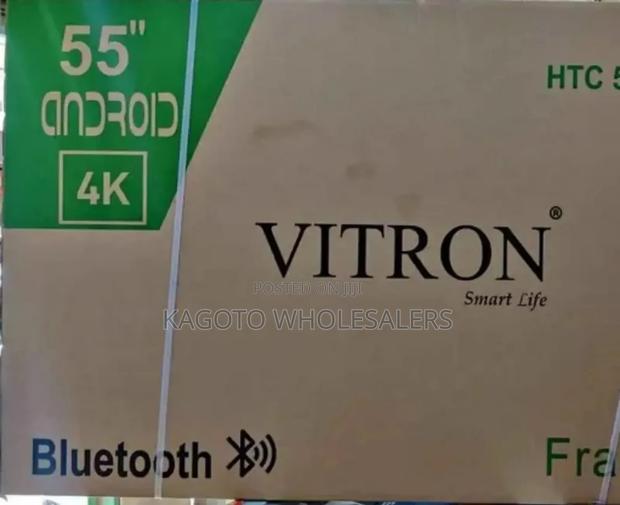 55"
ANDROID
4K
HTC 5
VITRON®
Smart Life
POSTED ON JIJI
KAGOTO WHOLESALERS
Bluetooth
Fra